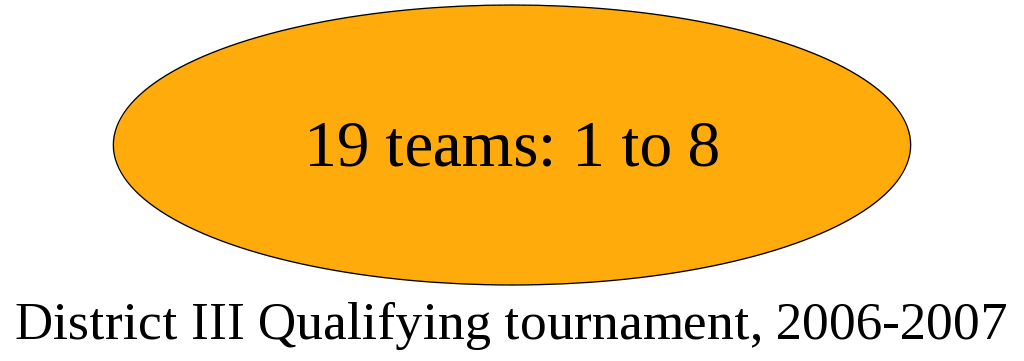 19 teams: 1 to 8
District III Qualifying tournament, 2006-2007